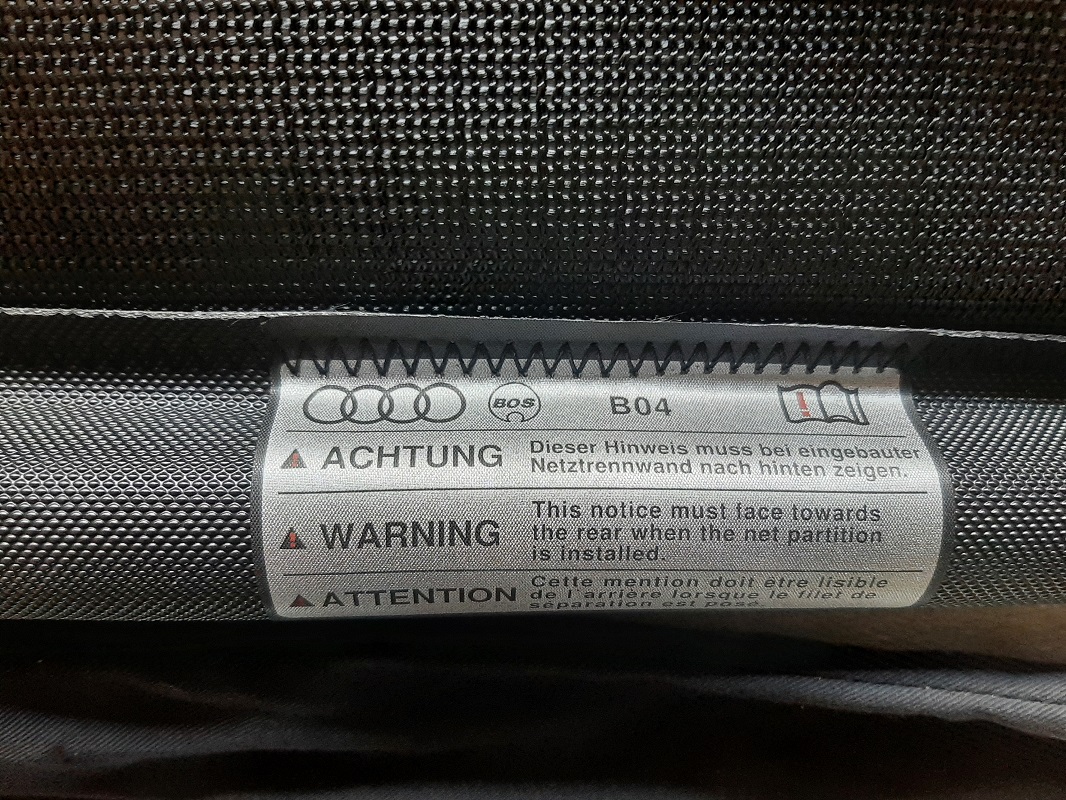 BOS B04
ACHTUNG Dieser Hinweis muss bei eingebauter
Netztrennwand nach hinten zeigen.
WARNING This notice must face towards
the rear when the net partition
is installed.
ATTENTION Cette mention doit être lisible
de l'arrière lorsque le filet de
séparation est posé.